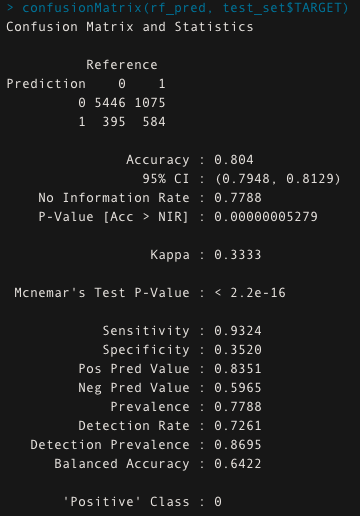 > confusionMatrix(rf_pred, test_set$TARGET)
Confusion Matrix and Statistics
Reference
Prediction 0 1
0 5446 1075
1 395 584
Accuracy : 0.804
95% CI : (0.7948, 0.8129)
No Information Rate : 0.7788
P-Value [Acc > NIR] : 0.00000005279
Kappa : 0.3333
Mcnemar's Test P-Value : < 2.2e-16
Sensitivity : 0.9324
Specificity : 0.3520
Pos Pred Value : 0.8351
Neg Pred Value : 0.5965
Prevalence : 0.7788
Detection Rate : 0.7261
Detection Prevalence : 0.8695
Balanced Accuracy : 0.6422
'Positive' Class : 0